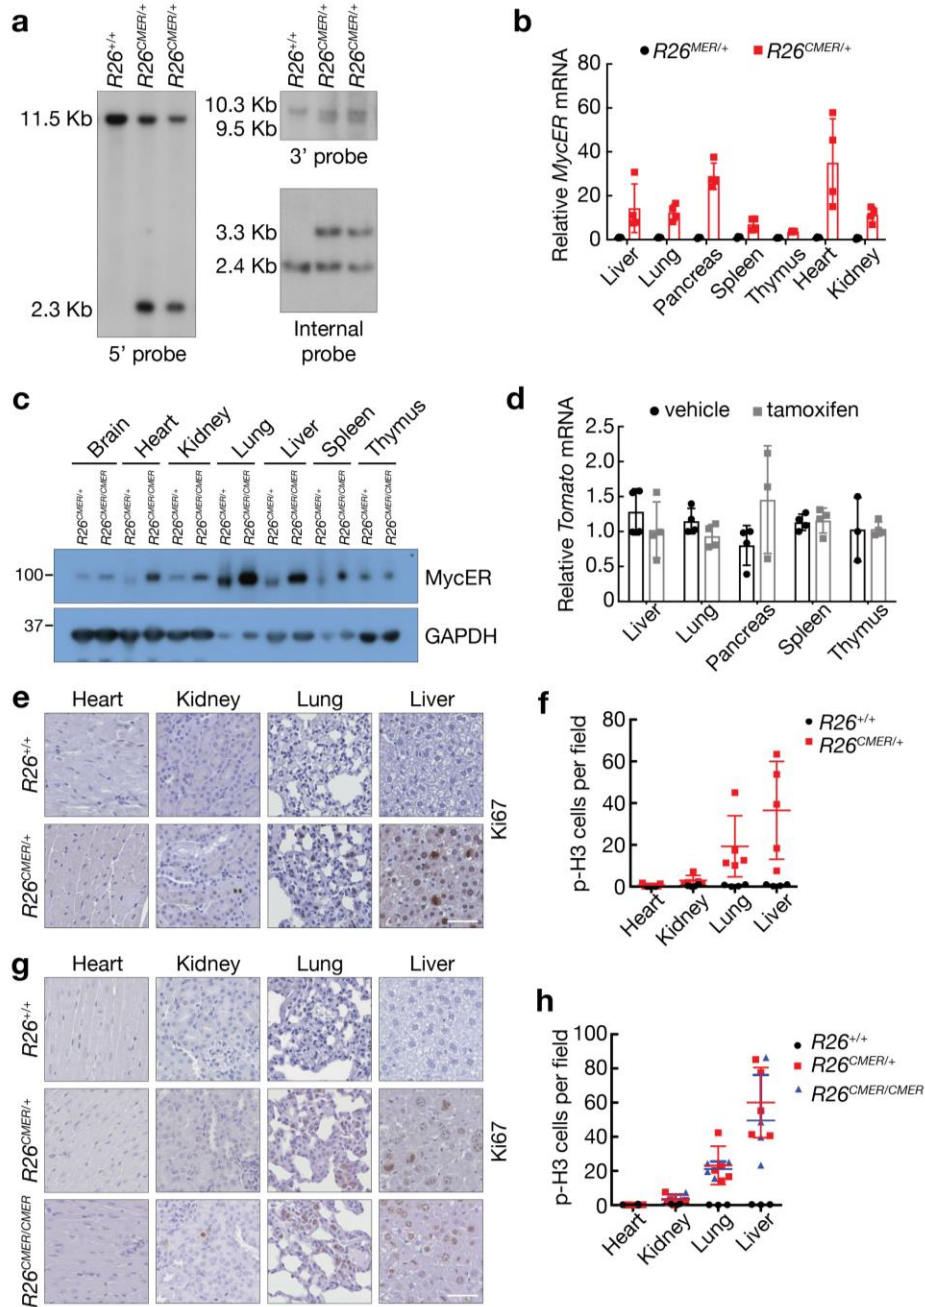 a
R26+/+
R26CMER/+
R26CMER/+
11.5 Kb
2.3 Kb
5’ probe
R26+/+
R26CMER/+
R26CMER/+
10.3 Kb
9.5 Kb
3’ probe
3.3 Kb
2.4 Kb
Internal
probe
b
R26MER/+ R26CMER/+
Relative MycER mRNA
80
60
40
20
0
Liver Lung Pancreas Spleen Thymus Heart Kidney
c
Brain Heart Kidney Lung Liver Spleen Thymus
R26CMER/+ R26CMER/CMER R26CMER/+ R26CMER/CMER R26CMER/+ R26CMER/CMER R26CMER/+ R26CMER/CMER R26CMER/+ R26CMER/CMER R26CMER/+ R26CMER/CMER R26CMER/+ R26CMER/CMER
100 MycER
37 GAPDH
d
vehicle tamoxifen
Relative Tomato mRNA
2.5
2.0
1.5
1.0
0.5
0
Liver Lung Pancreas Spleen Thymus
e
Heart Kidney Lung Liver
R26+/+
R26CMER/+
Ki67
f
R26+/+
R26CMER/+
p-H3 cells per field
80
60
40
20
0
Heart Kidney Lung Liver
g
Heart Kidney Lung Liver
R26+/+
R26CMER/+
R26CMER/CMER
Ki67
h
R26+/+
R26CMER/+
R26CMER/CMER
p-H3 cells per field
100
80
60
40
20
0
Heart Kidney Lung Liver